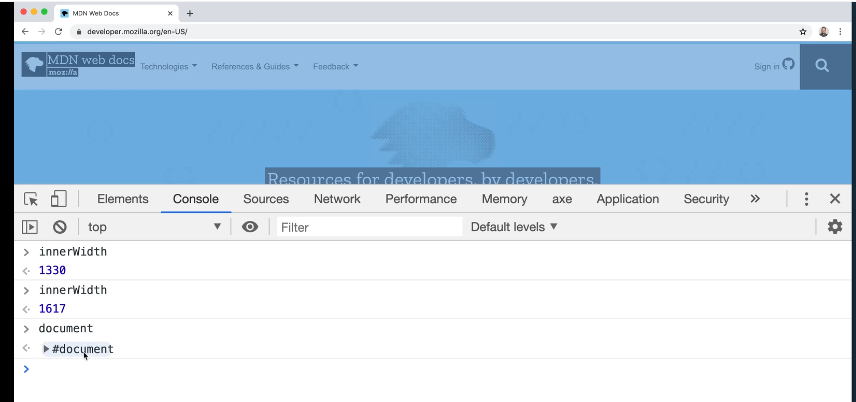 MDN Web Docs
developer.mozilla.org/en-US/
MDN web docs
moz://a
Technologies References & Guides Feedback Sign in
Resources for developers, by developers
Elements Console Sources Network Performance Memory axe Application Security »
top Filter Default levels
> innerWidth
1330
> innerWidth
1617
> document
#document
>